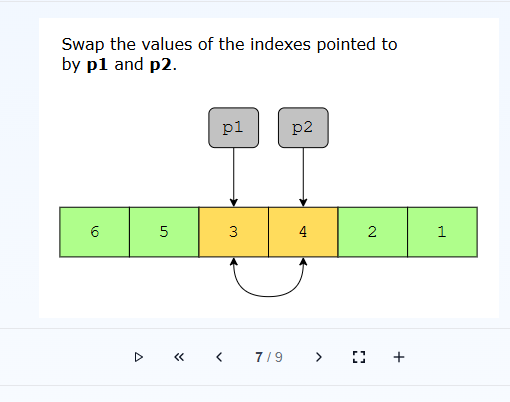 Swap the values of the indexes pointed to
by p1 and p2.
p1 p2
6 5 3 4 2 1
7 / 9